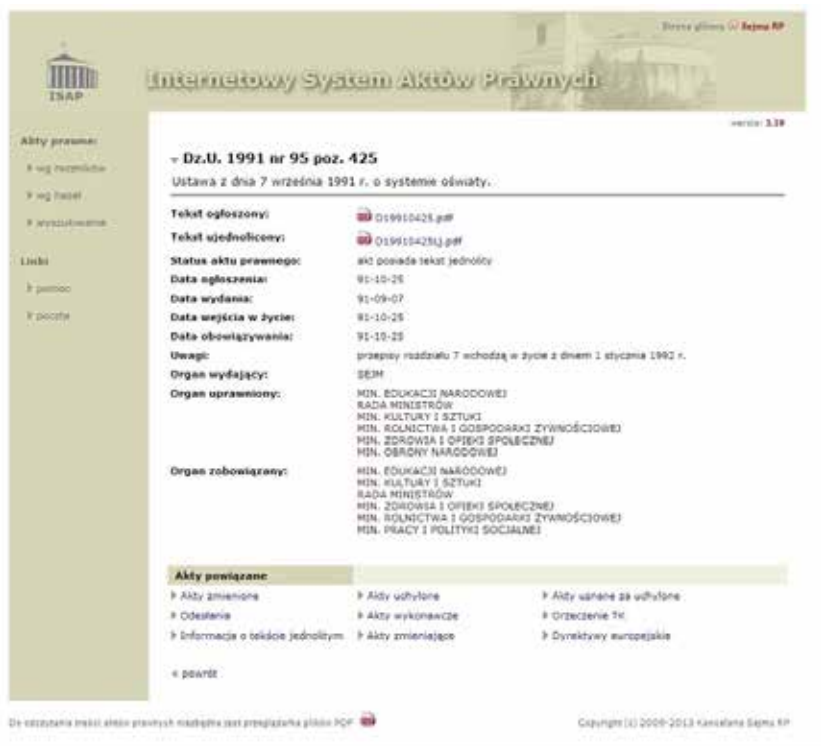 Strona główna Sejmu RP
ISAP
Internetowy System Aktów Prawnych
wersja: 3.28
Akty prawne:
wg roczników
wg haseł
wyszukiwanie
Linki
pomoc
poczta
Dz.U. 1991 nr 95 poz. 425
Ustawa z dnia 7 września 1991 r. o systemie oświaty.
Tekst ogłoszony: D19910425.pdf
Tekst ujednolicony: D19910425Lj.pdf
Status aktu prawnego: akt posiada tekst jednolity
Data ogłoszenia: 91-10-25
Data wydania: 91-09-07
Data wejścia w życie: 91-10-25
Data obowiązywania: 91-10-25
Uwagi: przepisy rozdziału 7 wchodzą w życie z dniem 1 stycznia 1992 r.
Organ wydający: SEJM
Organ uprawniony: MIN. EDUKACJI NARODOWEJ
RADA MINISTRÓW
MIN. KULTURY I SZTUKI
MIN. ROLNICTWA I GOSPODARKI ŻYWNOŚCIOWEJ
MIN. ZDROWIA I OPIEKI SPOŁECZNEJ
MIN. OBRONY NARODOWEJ
Organ zobowiązany: MIN. EDUKACJI NARODOWEJ
MIN. KULTURY I SZTUKI
RADA MINISTRÓW
MIN. ZDROWIA I OPIEKI SPOŁECZNEJ
MIN. ROLNICTWA I GOSPODARKI ŻYWNOŚCIOWEJ
MIN. PRACY I POLITYKI SOCJALNEJ
Akty powiązane
Akty zmienione Akty uchylone Akty uznane za uchylone
Odesłania Akty wykonawcze Orzeczenie TK
Informacja o tekście jednolitym Akty zmieniające Dyrektywy europejskie
« powrót
Do odczytania treści aktów prawnych niezbędna jest przeglądarka plików PDF Copyright (c) 2009-2013 Kancelaria Sejmu RP